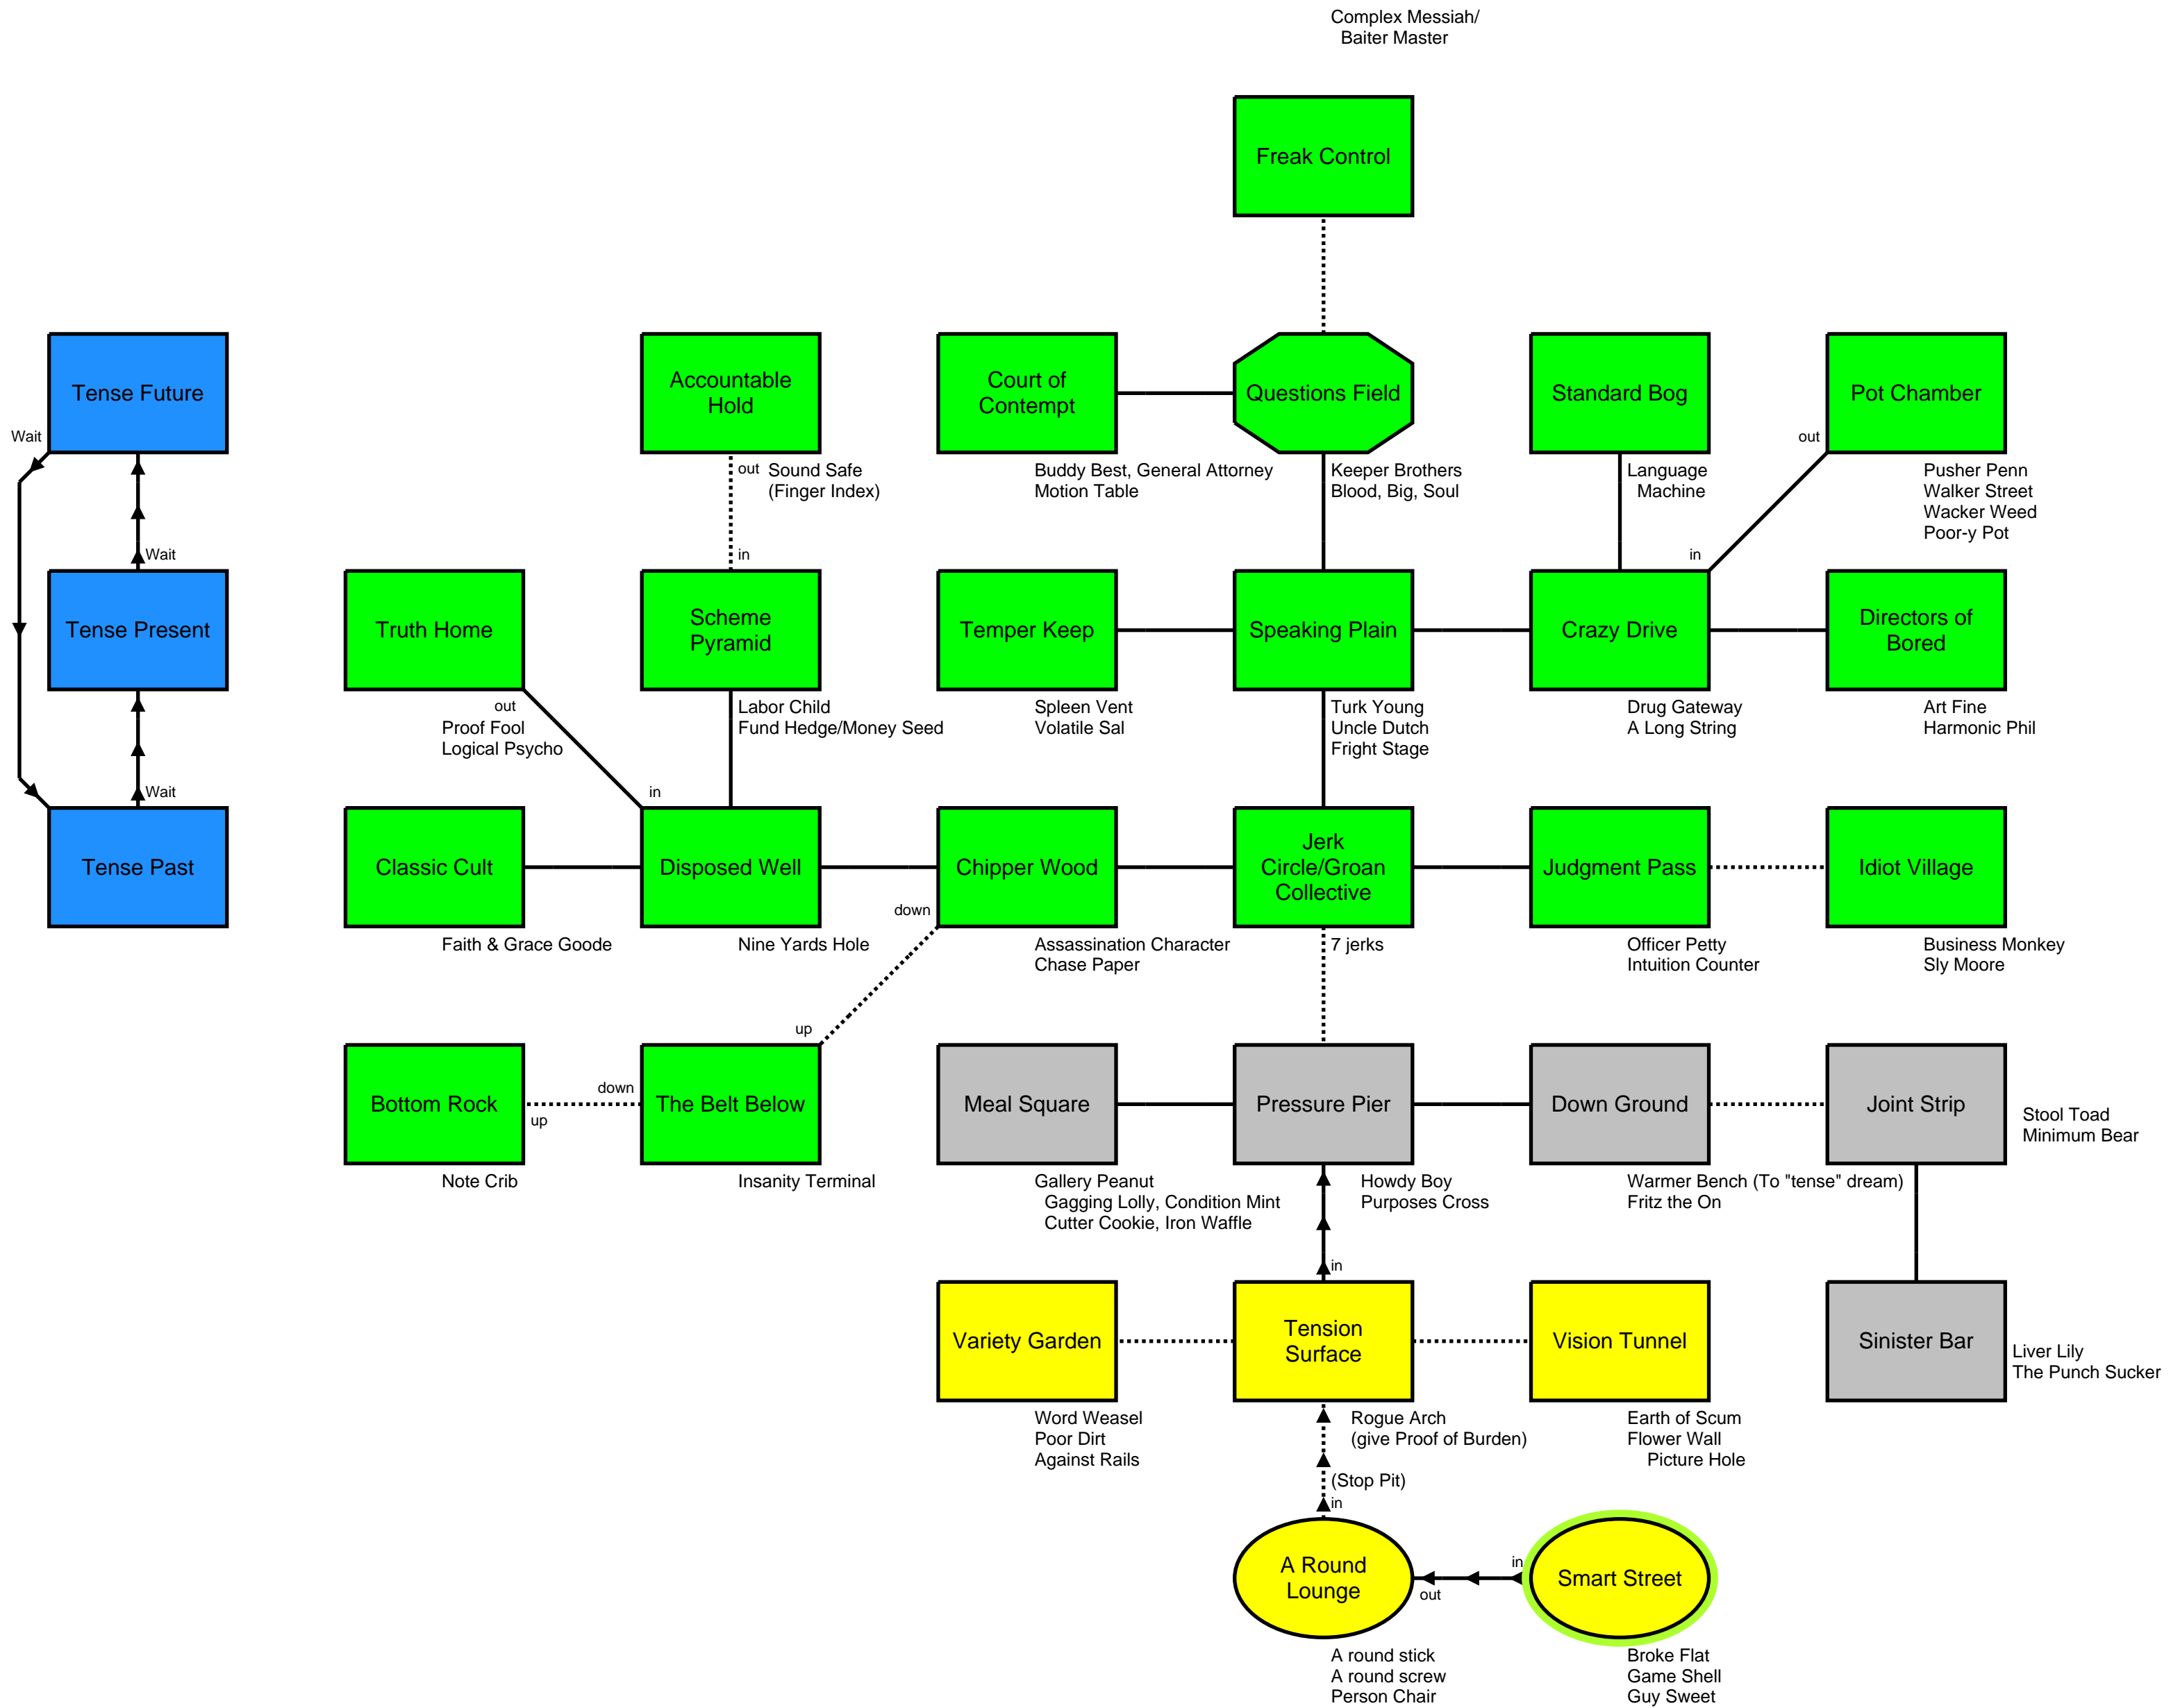 Complex Messiah/
Baiter Master
Freak Control
Tense Future
Accountable
Hold
Court of
Contempt
Questions Field
Standard Bog
Pot Chamber
Wait
out
out
Sound Safe
(Finger Index)
Buddy Best, General Attorney
Motion Table
Keeper Brothers
Blood, Big, Soul
Language
Machine
Pusher Penn
Walker Street
Wacker Weed
Poor-y Pot
Wait
in
in
Tense Present
Truth Home
Scheme
Pyramid
Temper Keep
Speaking Plain
Crazy Drive
Directors of
Bored
out
Proof Fool
Logical Psycho
Labor Child
Fund Hedge/Money Seed
Spleen Vent
Volatile Sal
Turk Young
Uncle Dutch
Fright Stage
Drug Gateway
A Long String
Art Fine
Harmonic Phil
Wait
in
Tense Past
Classic Cult
Disposed Well
Chipper Wood
Jerk
Circle/Groan
Collective
Judgment Pass
Idiot Village
down
Faith & Grace Goode
Nine Yards Hole
Assassination Character
Chase Paper
7 jerks
Officer Petty
Intuition Counter
Business Monkey
Sly Moore
up
Bottom Rock
down
up
The Belt Below
Meal Square
Pressure Pier
Down Ground
Joint Strip
Stool Toad
Minimum Bear
Note Crib
Insanity Terminal
Gallery Peanut
Gagging Lolly, Condition Mint
Cutter Cookie, Iron Waffle
Howdy Boy
Purposes Cross
Warmer Bench (To "tense" dream)
Fritz the On
in
Variety Garden
Tension
Surface
Vision Tunnel
Sinister Bar
Liver Lily
The Punch Sucker
Word Weasel
Poor Dirt
Against Rails
Rogue Arch
(give Proof of Burden)
Earth of Scum
Flower Wall
Picture Hole
(Stop Pit)
in
A Round
Lounge
in
out
Smart Street
A round stick
A round screw
Person Chair
Broke Flat
Game Shell
Guy Sweet